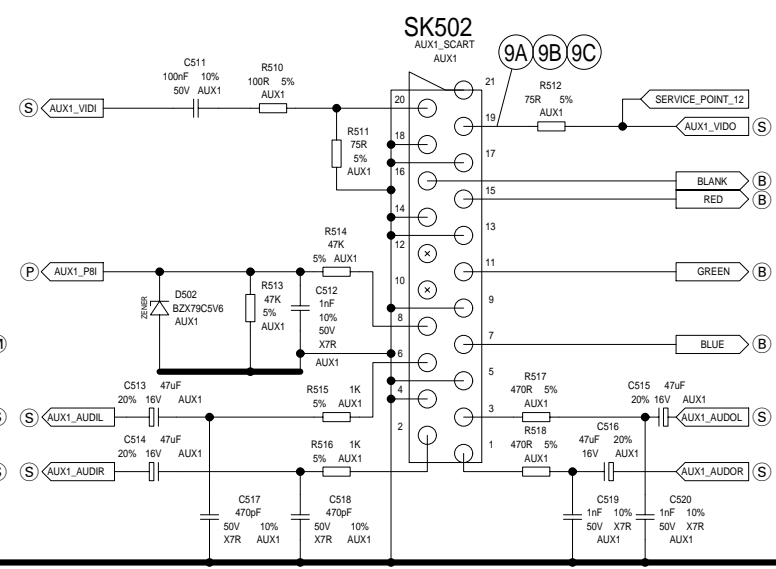 SK502
AUX1_SCART
AUX1
9A 9B 9C
C511
100nF 10%
50V AUX1
R510
100R 5%
AUX1
S AUX1_VIDI
R511
75R
5%
AUX1
R512
75R 5%
AUX1
SERVICE_POINT_12
AUX1_VIDO S
BLANK B
RED B
GREEN B
BLUE B
21
20
19
18
17
16
15
14
13
12
11
10
9
8
7
6
5
4
3
2
1
R514
47K
5% AUX1
P AUX1_P8I
ZENER
D502
BZX79C5V6
AUX1
R513
47K
5%
AUX1
C512
1nF
10%
50V
X7R
AUX1
C513 47uF
20% 16V AUX1
S AUX1_AUDIL
R515 1K
5% AUX1
C514 47uF
20% 16V AUX1
S AUX1_AUDIR
R516 1K
5% AUX1
R517
470R 5%
AUX1
C515 47uF
20% 16V AUX1
AUX1_AUDOL S
R518
470R 5%
AUX1
C516
47uF 20%
16V AUX1
AUX1_AUDOR S
C517
470pF
50V 10%
X7R AUX1
C518
470pF
50V 10%
X7R AUX1
C519
1nF 10%
50V X7R
AUX1
C520
1nF 10%
50V X7R
AUX1